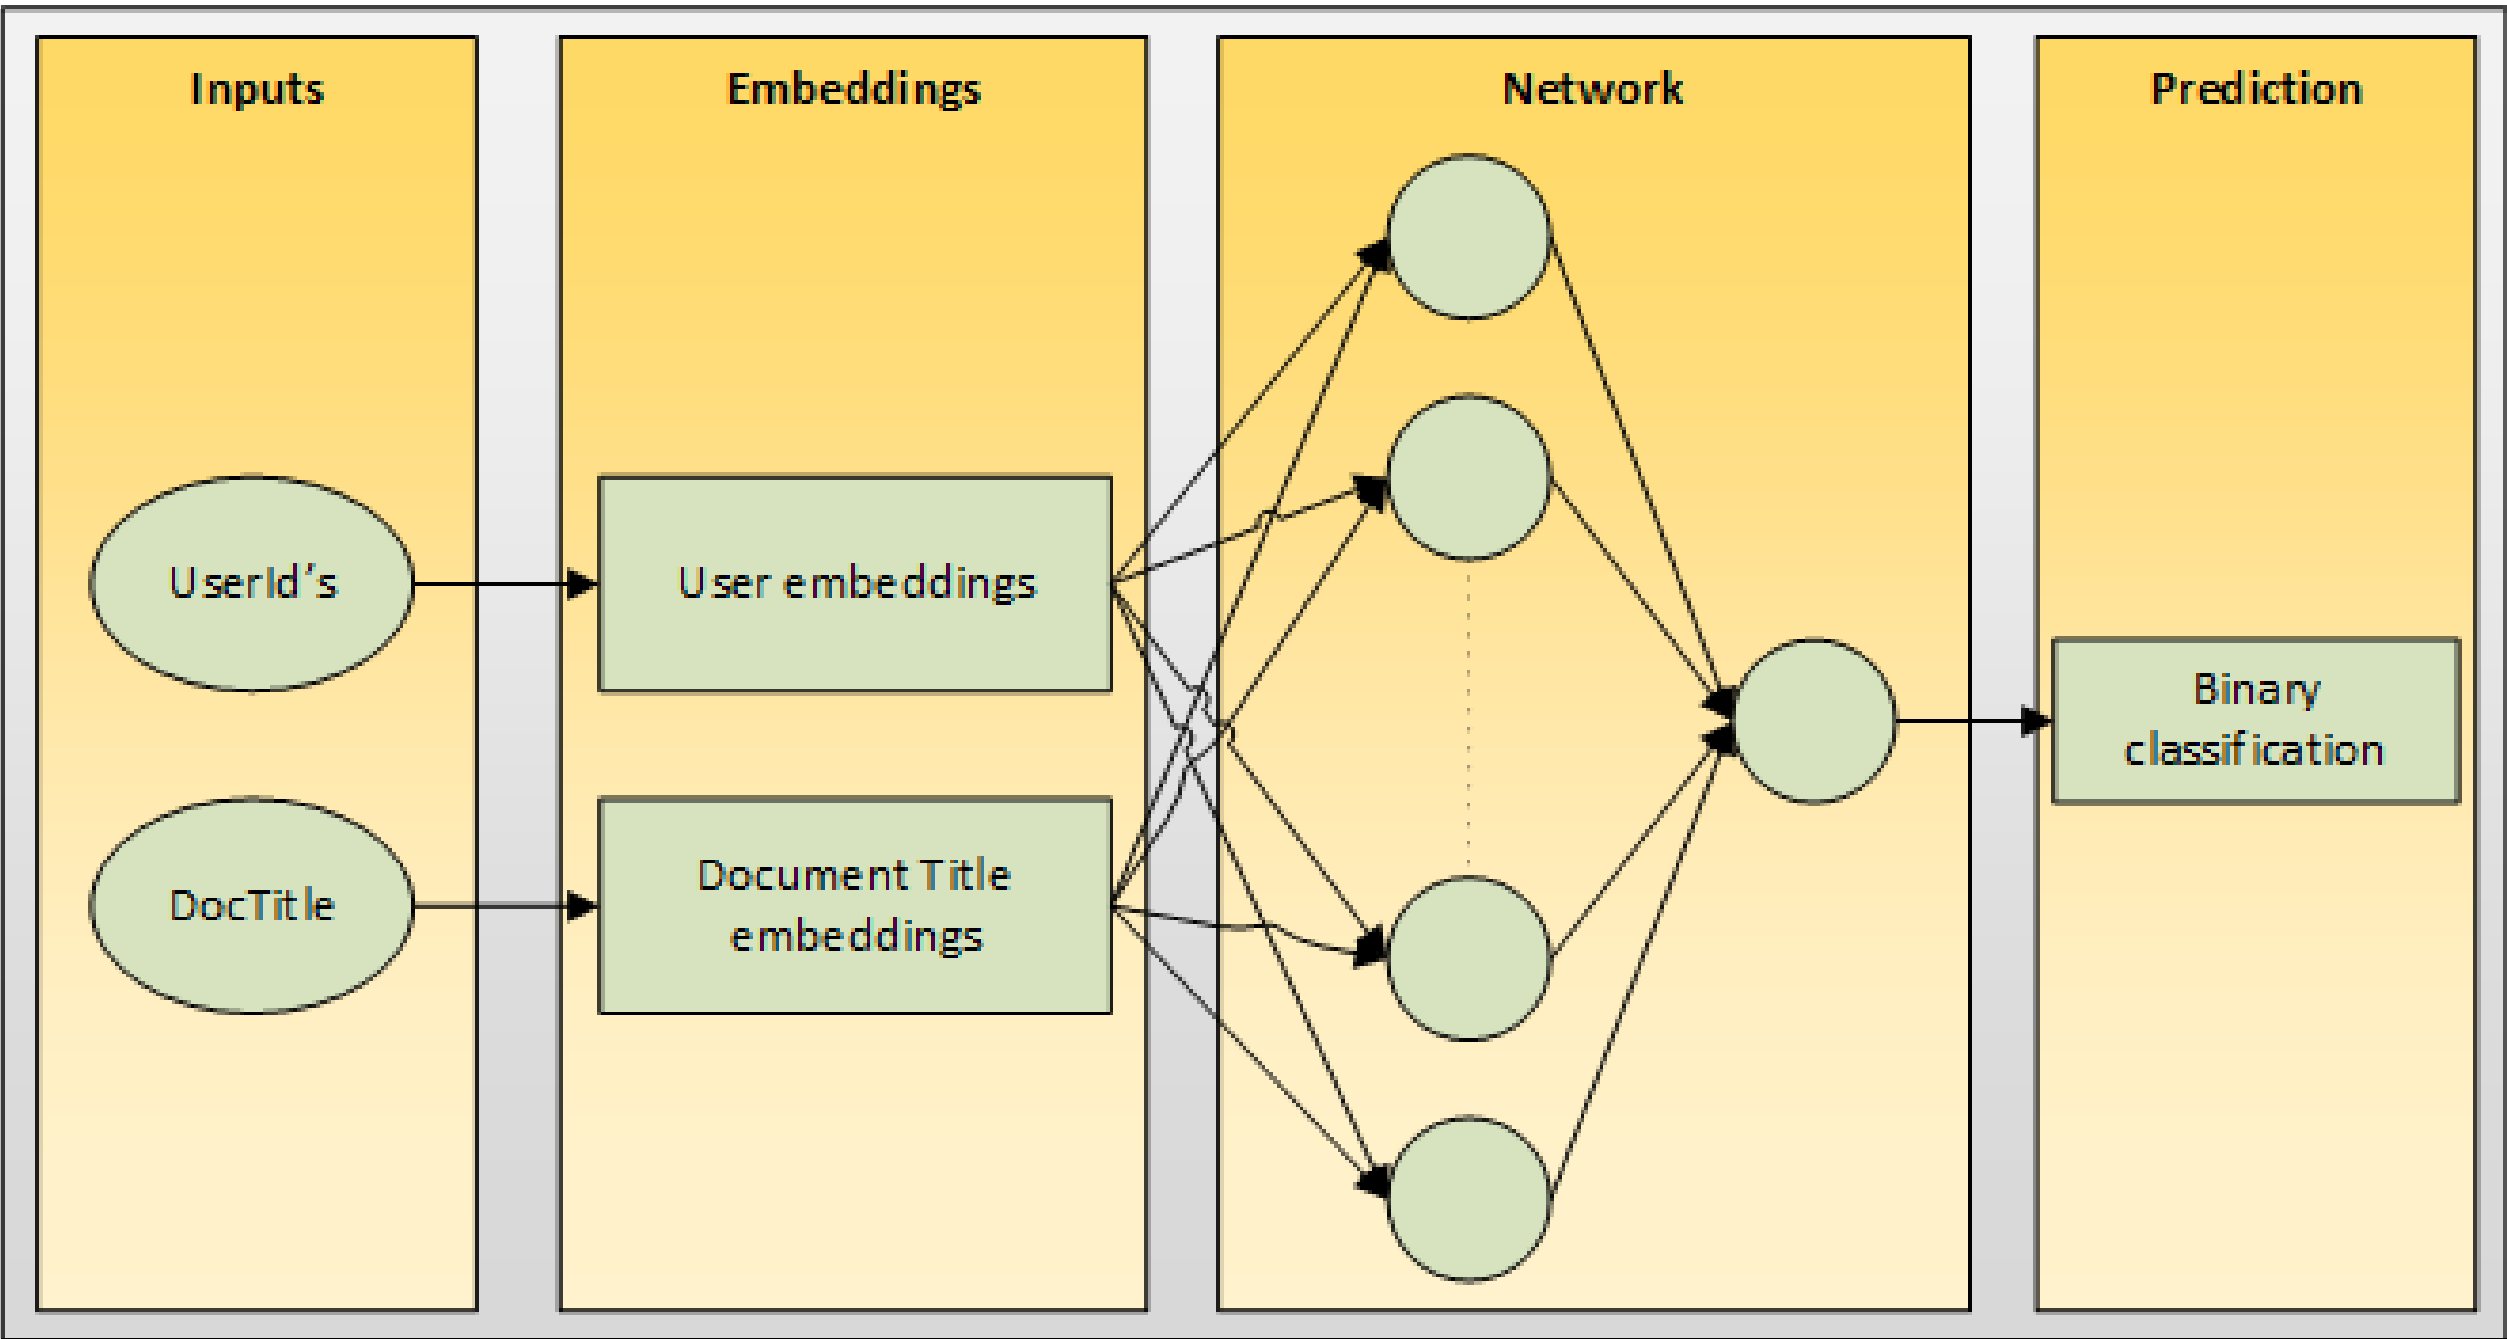 Inputs
Embeddings
Network
Prediction
UserId's
User embeddings
DocTitle
Document Title
embeddings
Binary
classification